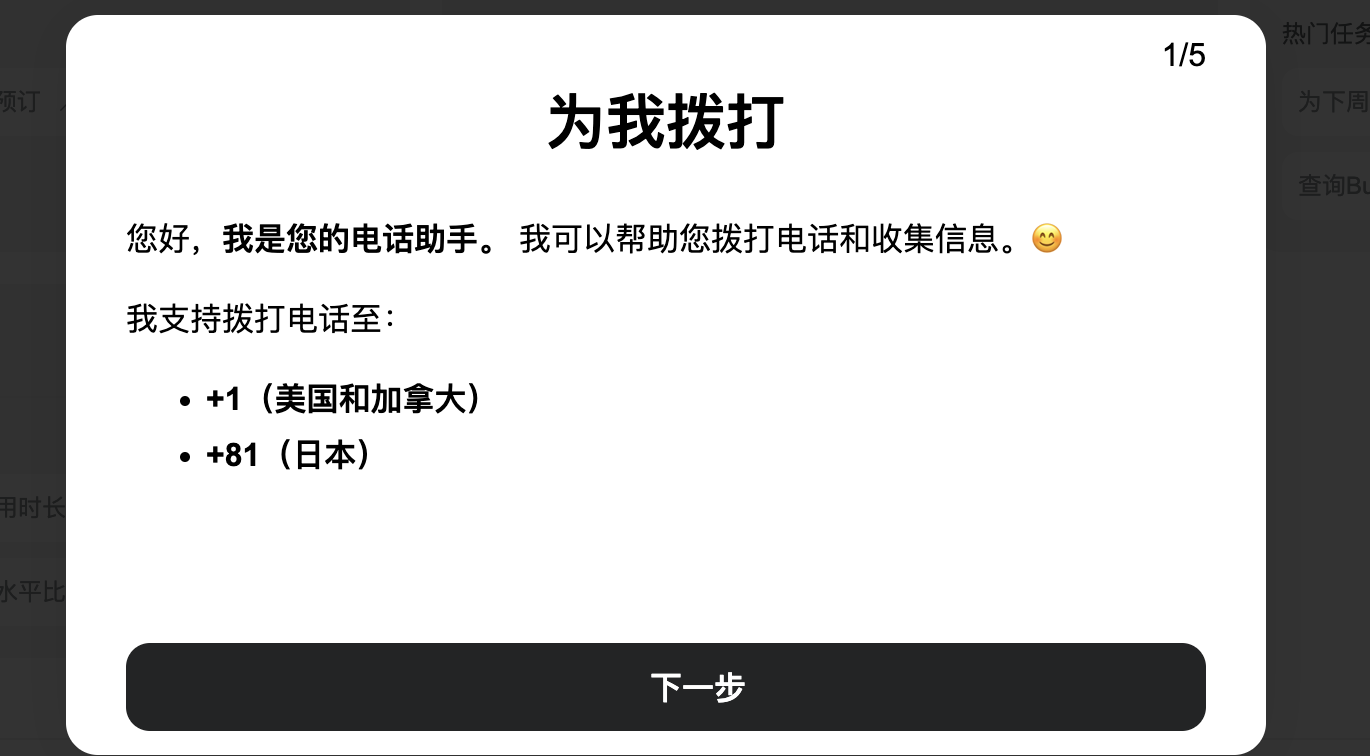 1/5
热门任务
为我拨打
预订
为下周
查询Bu
您好，我是您的电话助手。 我可以帮助您拨打电话和收集信息。😊
我支持拨打电话至：
• +1（美国和加拿大）
• +81（日本）
用时长
水平比
下一步